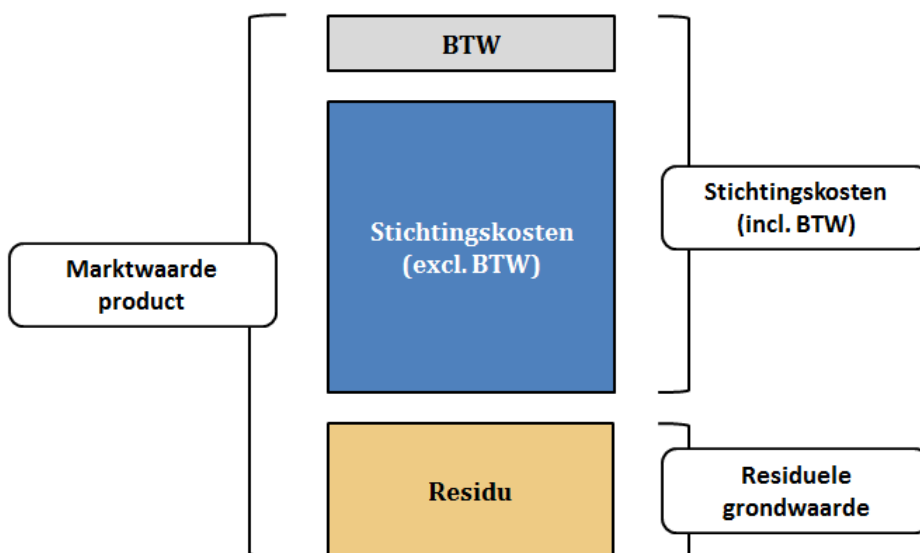 BTW
Stichtingskosten
(excl. BTW)
Stichtingskosten
(incl. BTW)
Marktwaarde
product
Residu
Residuele
grondwaarde